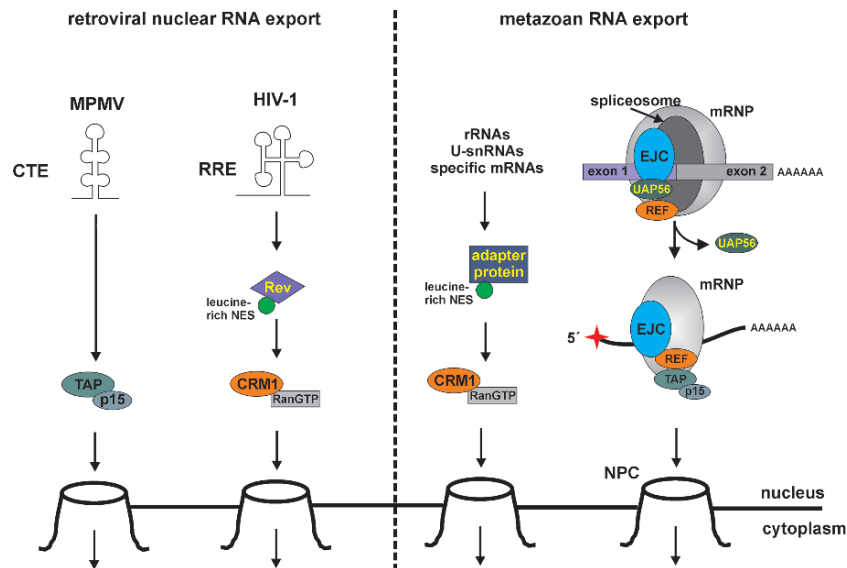 retroviral nuclear RNA export
metazoan RNA export
MPMV
CTE
HIV-1
RRE
Rev
leucine-
rich NES
TAP
p15
CRM1
RanGTP
rRNAs
U-snRNAs
specific mRNAs
adapter
protein
leucine-
rich NES
CRM1
RanGTP
spliceosome
mRNP
EJC
exon 1
exon 2
AAAAAA
UAP56
REF
UAP56
mRNP
EJC
5´
AAAAAA
REF
TAP
p15
NPC
nucleus
cytoplasm